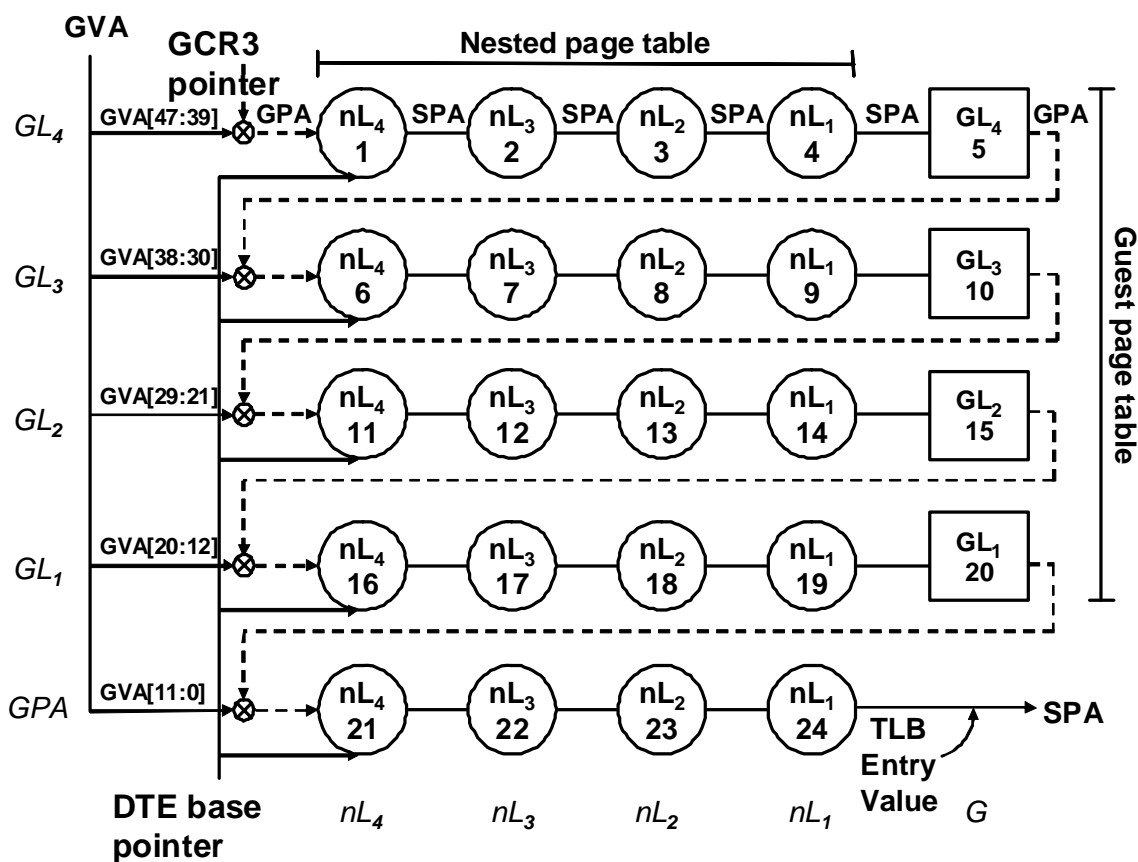 GVA
GCR3 pointer
Nested page table
GL4
GVA[47:39]
GPA
nL4 1
SPA
nL3 2
SPA
nL2 3
SPA
nL1 4
SPA
GL4 5
GPA
GL3
GVA[38:30]
nL4 6
nL3 7
nL2 8
nL1 9
GL3 10
Guest page table
GL2
GVA[29:21]
nL4 11
nL3 12
nL2 13
nL1 14
GL2 15
GL1
GVA[20:12]
nL4 16
nL3 17
nL2 18
nL1 19
GL1 20
GPA
GVA[11:0]
nL4 21
nL3 22
nL2 23
nL1 24
TLB Entry Value
SPA
DTE base pointer
nL4
nL3
nL2
nL1
G